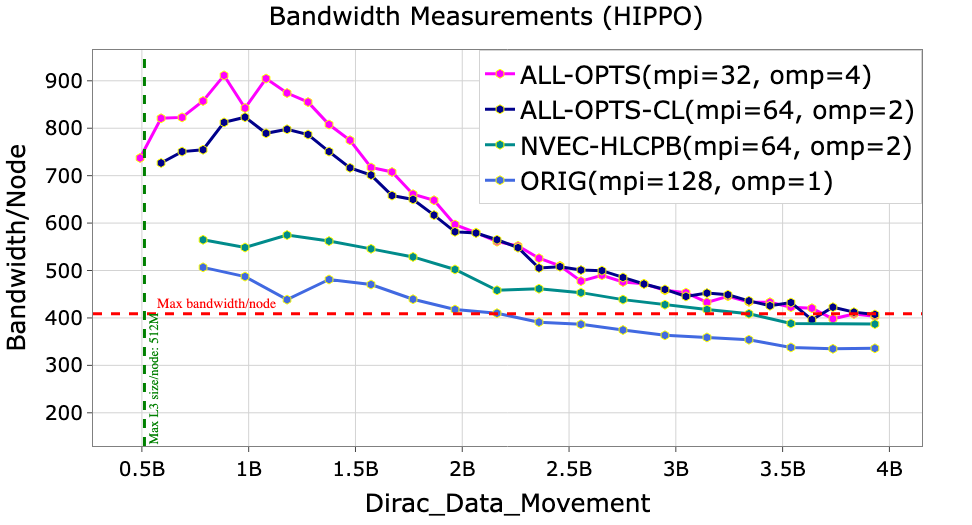 Bandwidth Measurements (HIPPO)
ALL-OPTS(mpi=32, omp=4)
ALL-OPTS-CL(mpi=64, omp=2)
NVEC-HLCPB(mpi=64, omp=2)
ORIG(mpi=128, omp=1)
Bandwidth/Node
900
800
700
600
500
400
300
200
Max bandwidth/node
Max L3 size/node: 512M
0.5B 1B 1.5B 2B 2.5B 3B 3.5B 4B
Dirac_Data_Movement